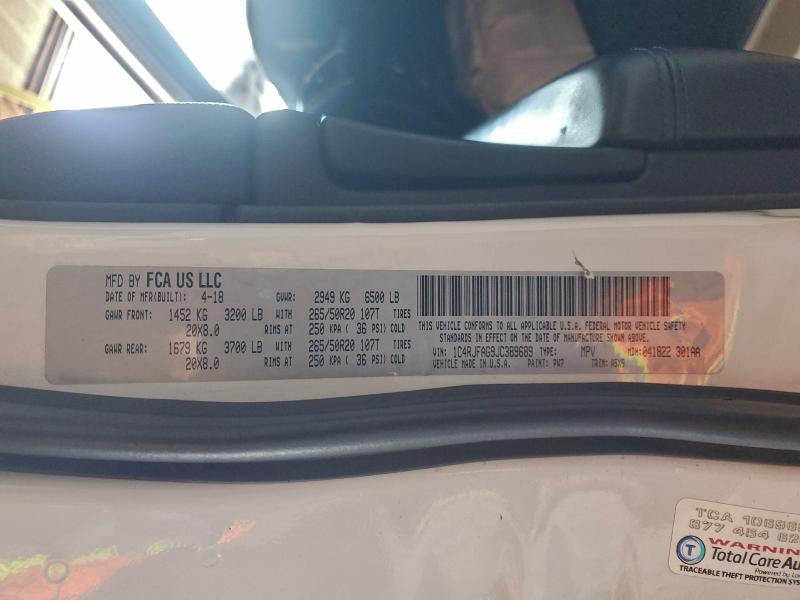 MFD BY FCA US LLC
DATE OF MFR(BUILT): 4-18 GVWR: 2949 KG 6500 LB
GAWR FRONT: 1452 KG 3200 LB WITH 265/50R20 107T TIRES
20X8.0 RIMS AT 250 KPA ( 36 PSI) COLD
GAWR REAR: 1679 KG 3700 LB WITH 265/50R20 107T TIRES
20X8.0 RIMS AT 250 KPA ( 36 PSI) COLD
THIS VEHICLE CONFORMS TO ALL APPLICABLE U.S.A. FEDERAL MOTOR VEHICLE SAFETY
STANDARDS IN EFFECT ON THE DATE OF MANUFACTURE SHOWN ABOVE.
VIN: 1C4RJFAG9JC389689 TYPE: MPV MDH: 041822 301AA
VEHICLE MADE IN U.S.A. PAINT: PW7 TRIM:
TCA
877 454
T WARNING
Total Care Au
Powered by
TRACEABLE THEFT PROTECTION SYS